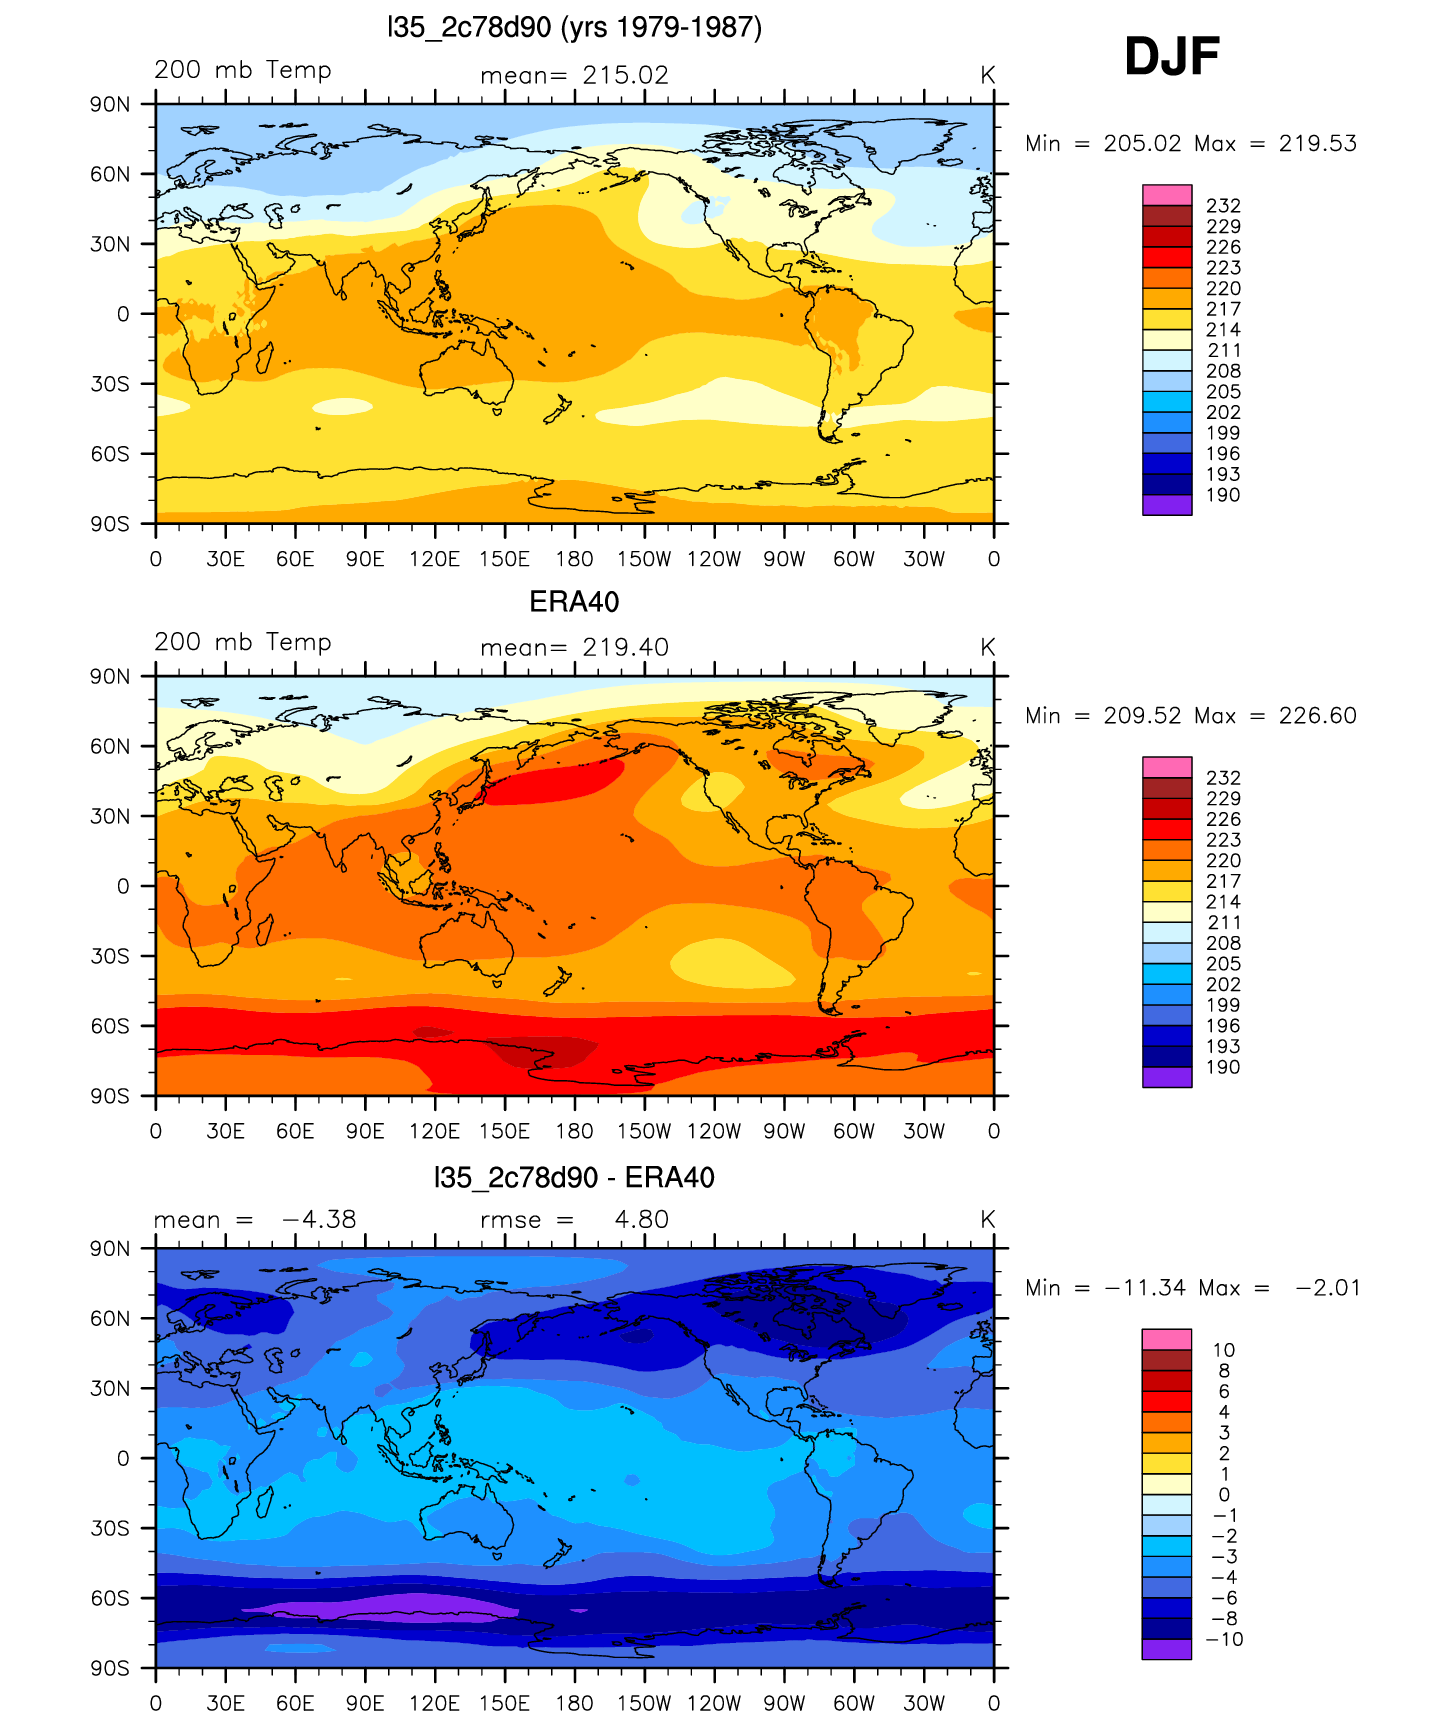 l35_2c78d90 (yrs 1979-1987)
DJF
200 mb Temp mean= 215.02 K
Min = 205.02 Max = 219.53
90N
60N
30N
0
30S
60S
90S
0 30E 60E 90E 120E 150E 180 150W 120W 90W 60W 30W 0
232
229
226
223
220
217
214
211
208
205
202
199
196
193
190
ERA40
200 mb Temp mean= 219.40 K
Min = 209.52 Max = 226.60
90N
60N
30N
0
30S
60S
90S
0 30E 60E 90E 120E 150E 180 150W 120W 90W 60W 30W 0
232
229
226
223
220
217
214
211
208
205
202
199
196
193
190
l35_2c78d90 - ERA40
mean = −4.38 rmse = 4.80 K
Min = −11.34 Max = −2.01
90N
60N
30N
0
30S
60S
90S
0 30E 60E 90E 120E 150E 180 150W 120W 90W 60W 30W 0
10
8
6
4
3
2
1
0
−1
−2
−3
−4
−6
−8
−10